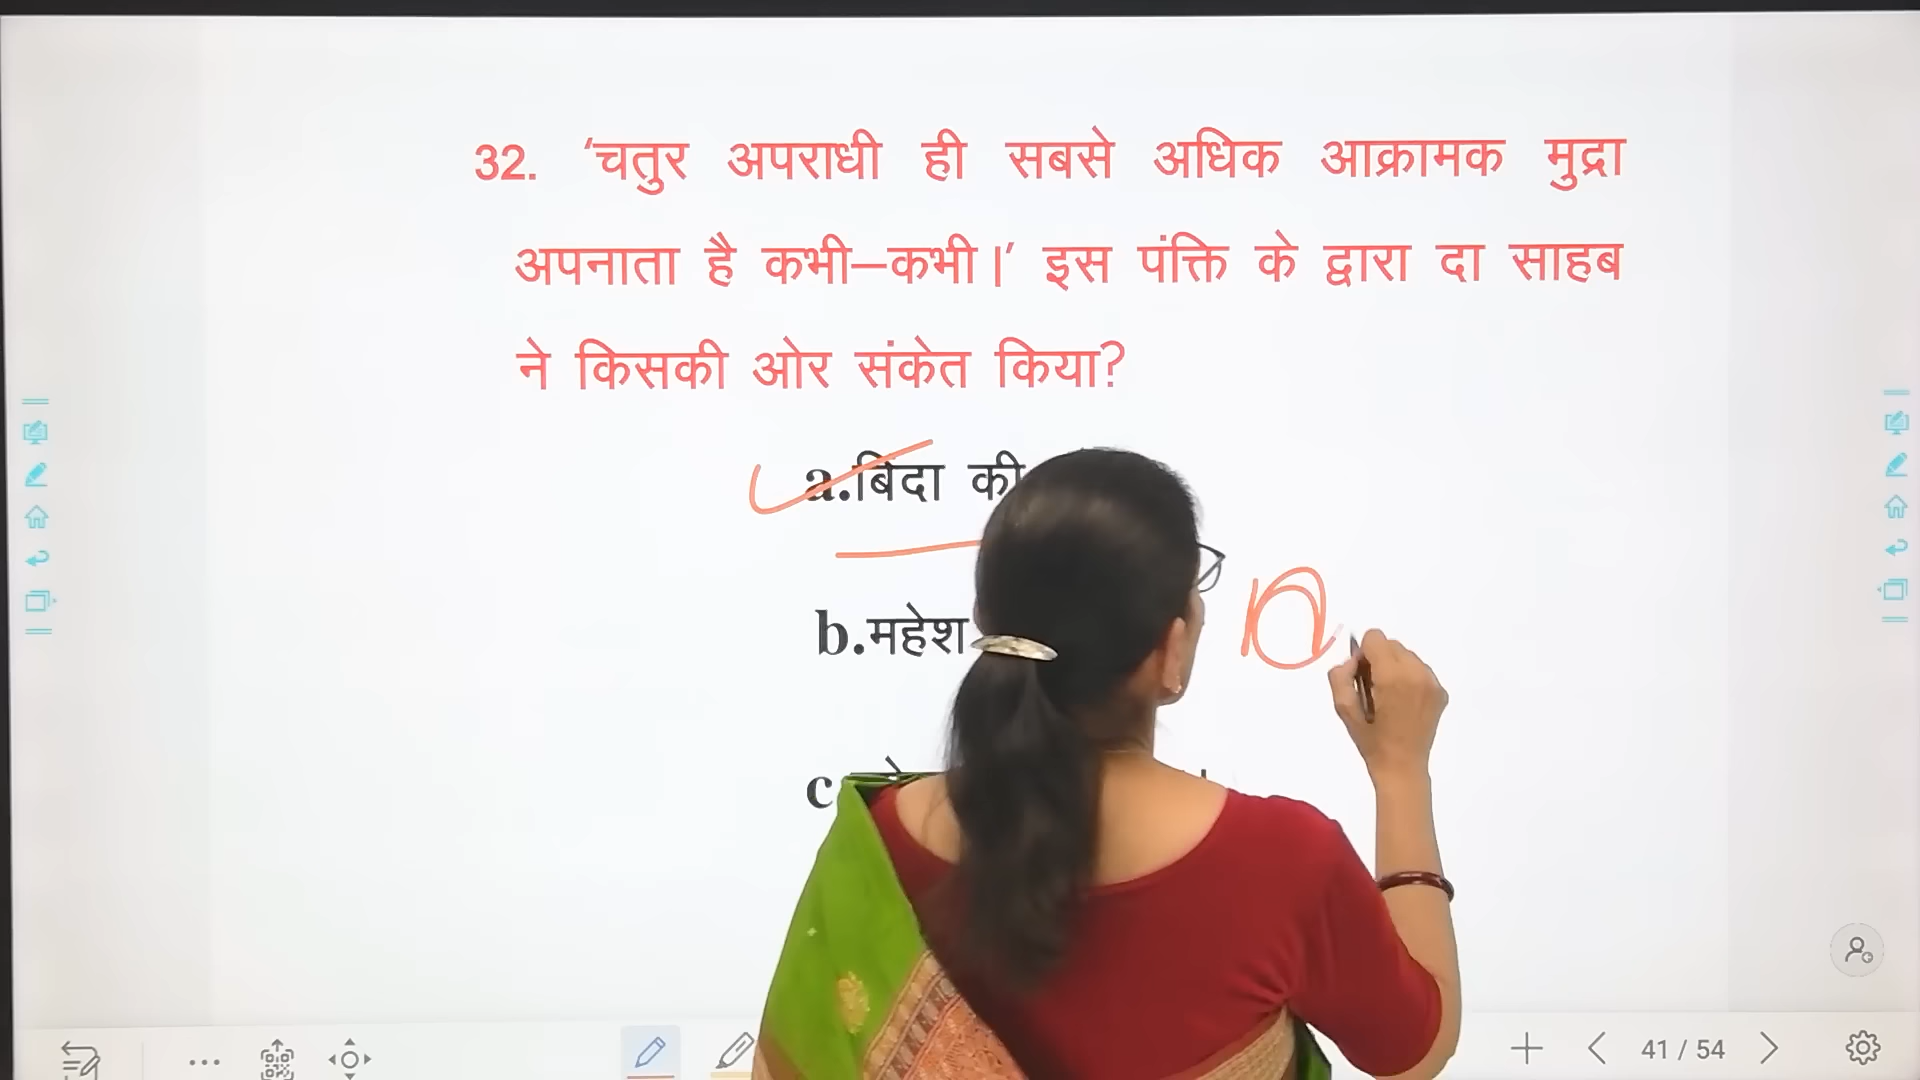 32. ‘चतुर अपराधी ही सबसे अधिक आक्रामक मुद्रा
अपनाता है कभी–कभी।’ इस पंक्ति के द्वारा दा साहब
ने किसकी ओर संकेत किया?
a.बिंदा की
b.महेश
c
41 / 54